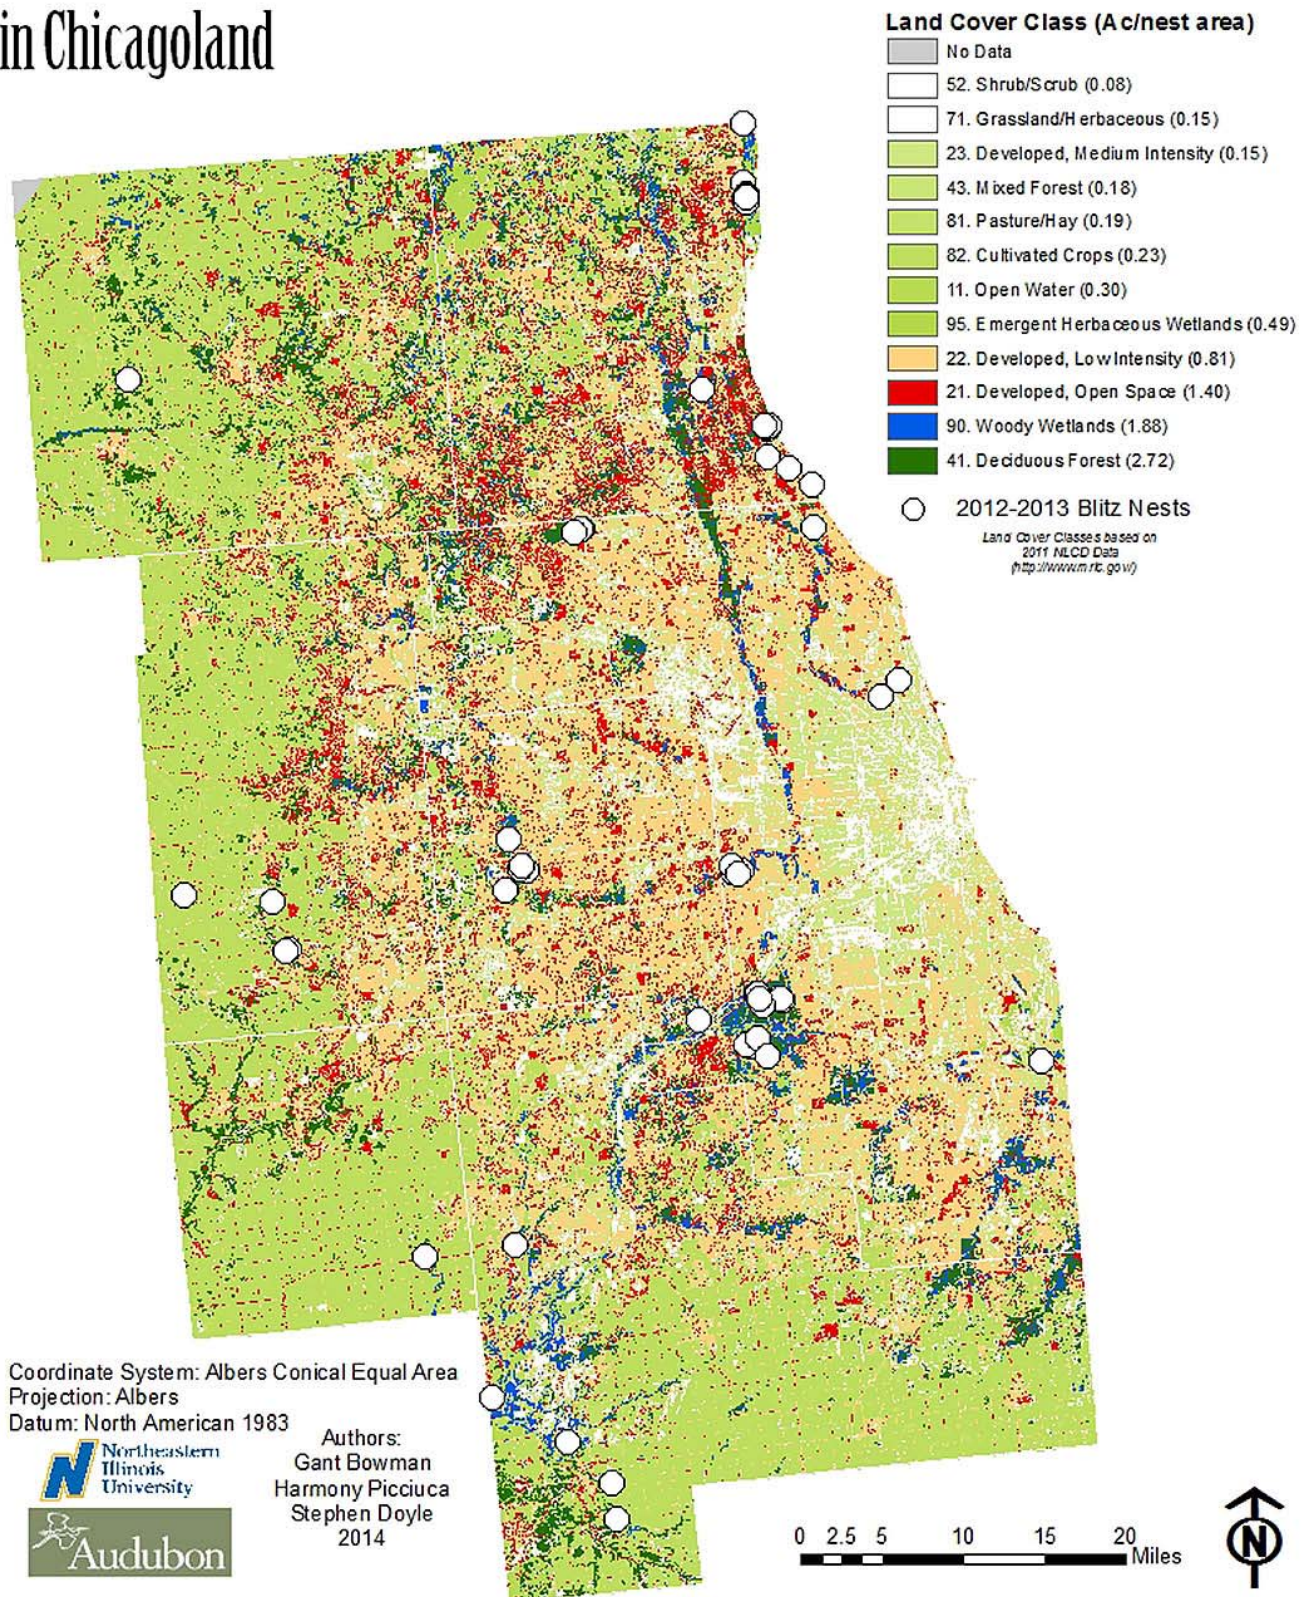 in Chicagoland
Land Cover Class (Ac/nest area)
No Data
52. Shrub/Scrub (0.08)
71. Grassland/Herbaceous (0.15)
23. Developed, Medium Intensity (0.15)
43. Mixed Forest (0.18)
81. Pasture/Hay (0.19)
82. Cultivated Crops (0.23)
11. Open Water (0.30)
95. Emergent Herbaceous Wetlands (0.49)
22. Developed, Low Intensity (0.81)
21. Developed, Open Space (1.40)
90. Woody Wetlands (1.88)
41. Deciduous Forest (2.72)
2012-2013 Blitz Nests
Land Cover Classes based on
2011 NLCD Data
(http://www.mrlc.gov/)
Coordinate System: Albers Conical Equal Area
Projection: Albers
Datum: North American 1983
N Northeastern
Illinois
University
Audubon
Authors:
Gant Bowman
Harmony Picciuca
Stephen Doyle
2014
0 2.5 5 10 15 20
Miles
N